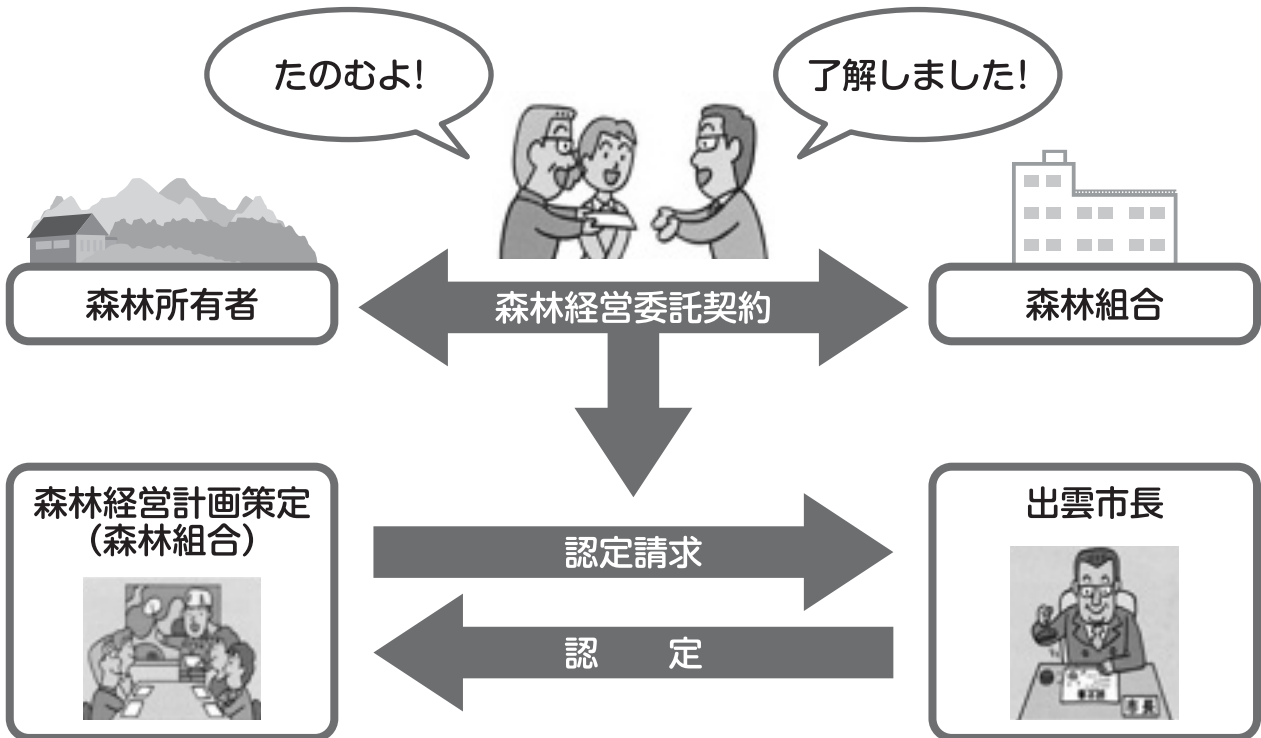 たのむよ!
了解しました!
森林所有者
森林経営委託契約
森林組合
森林経営計画策定
(森林組合)
認定請求
認　　定
出雲市長
市長